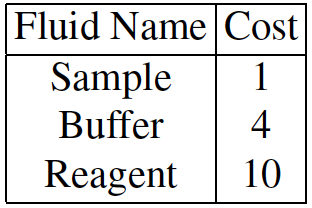 Fluid Name Cost
Sample 1
Buffer 4
Reagent 10